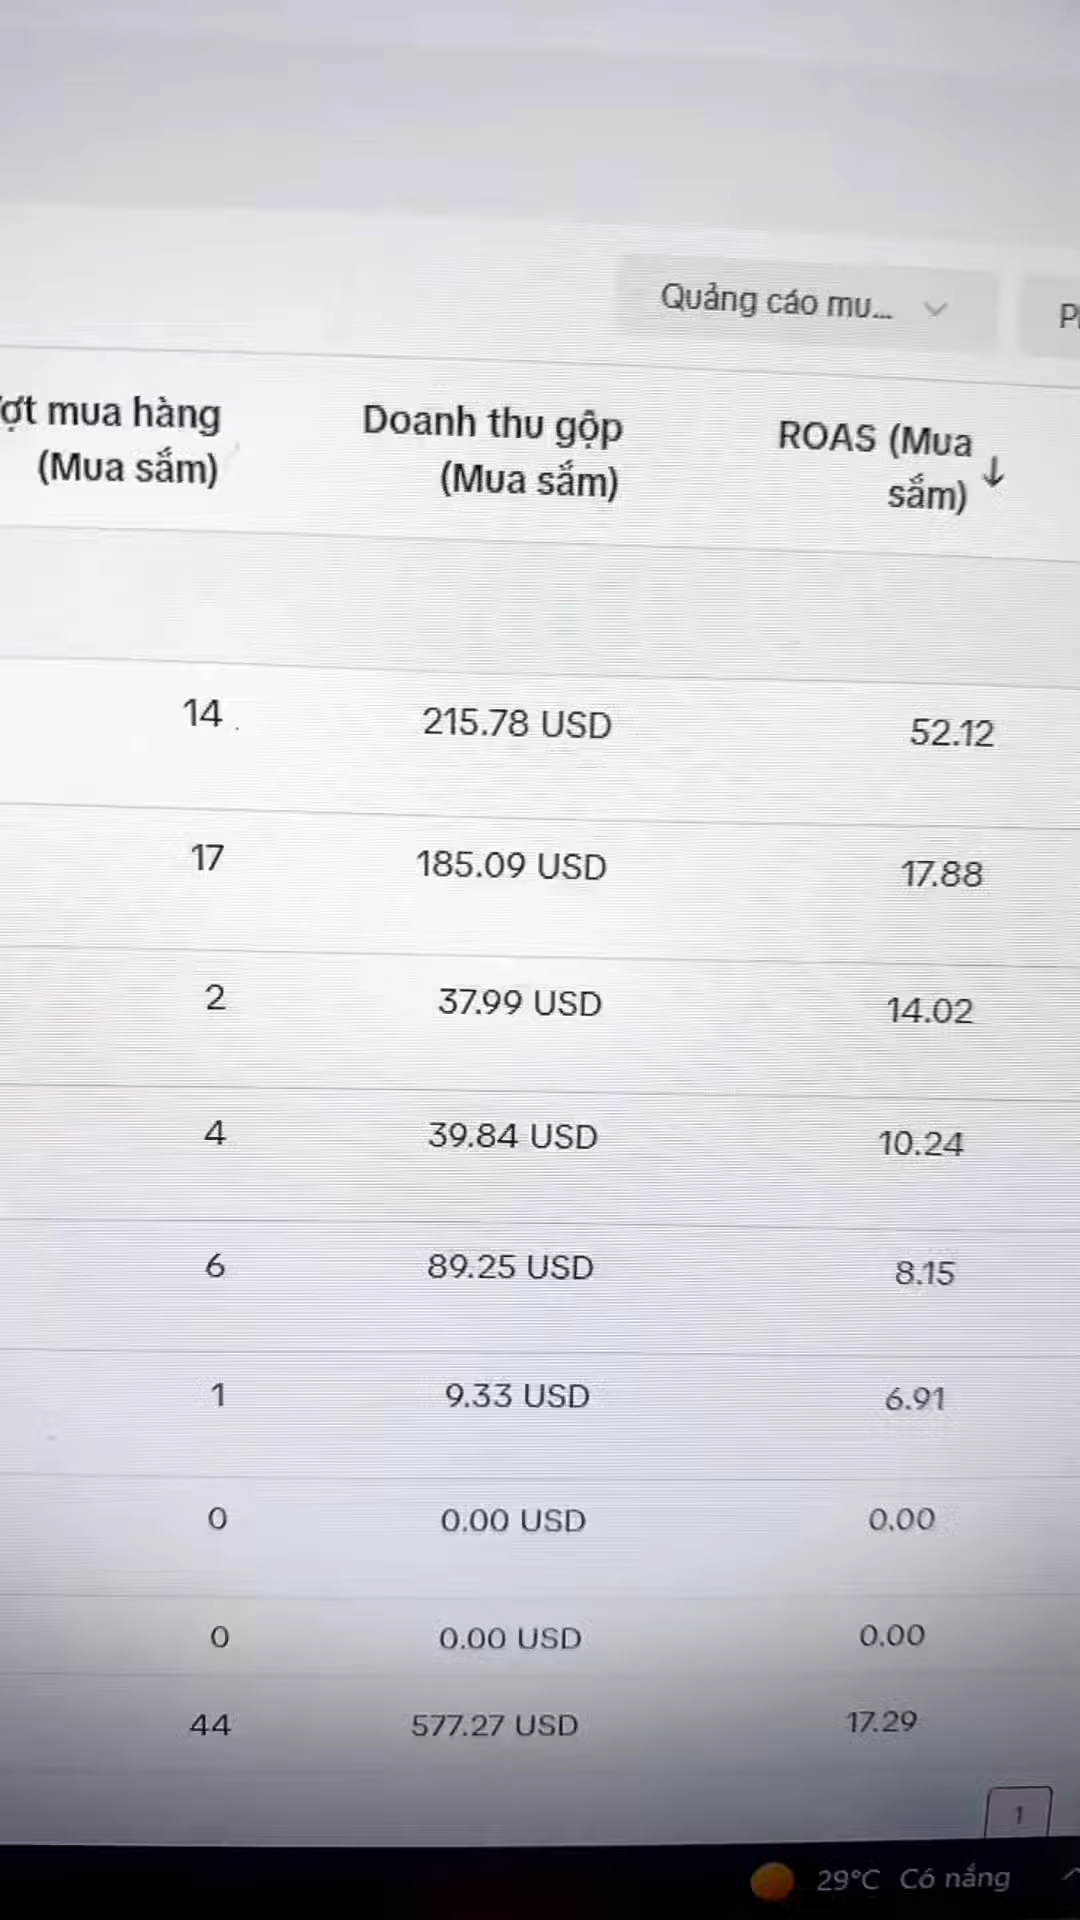 Quảng cáo mu...
ợt mua hàng
(Mua sắm)
Doanh thu gộp
(Mua sắm)
ROAS (Mua
sắm)
14 215.78 USD 52.12
17 185.09 USD 17.88
2 37.99 USD 14.02
4 39.84 USD 10.24
6 89.25 USD 8.15
1 9.33 USD 6.91
0 0.00 USD 0.00
0 0.00 USD 0.00
44 577.27 USD 17.29
1
29°C Có nắng